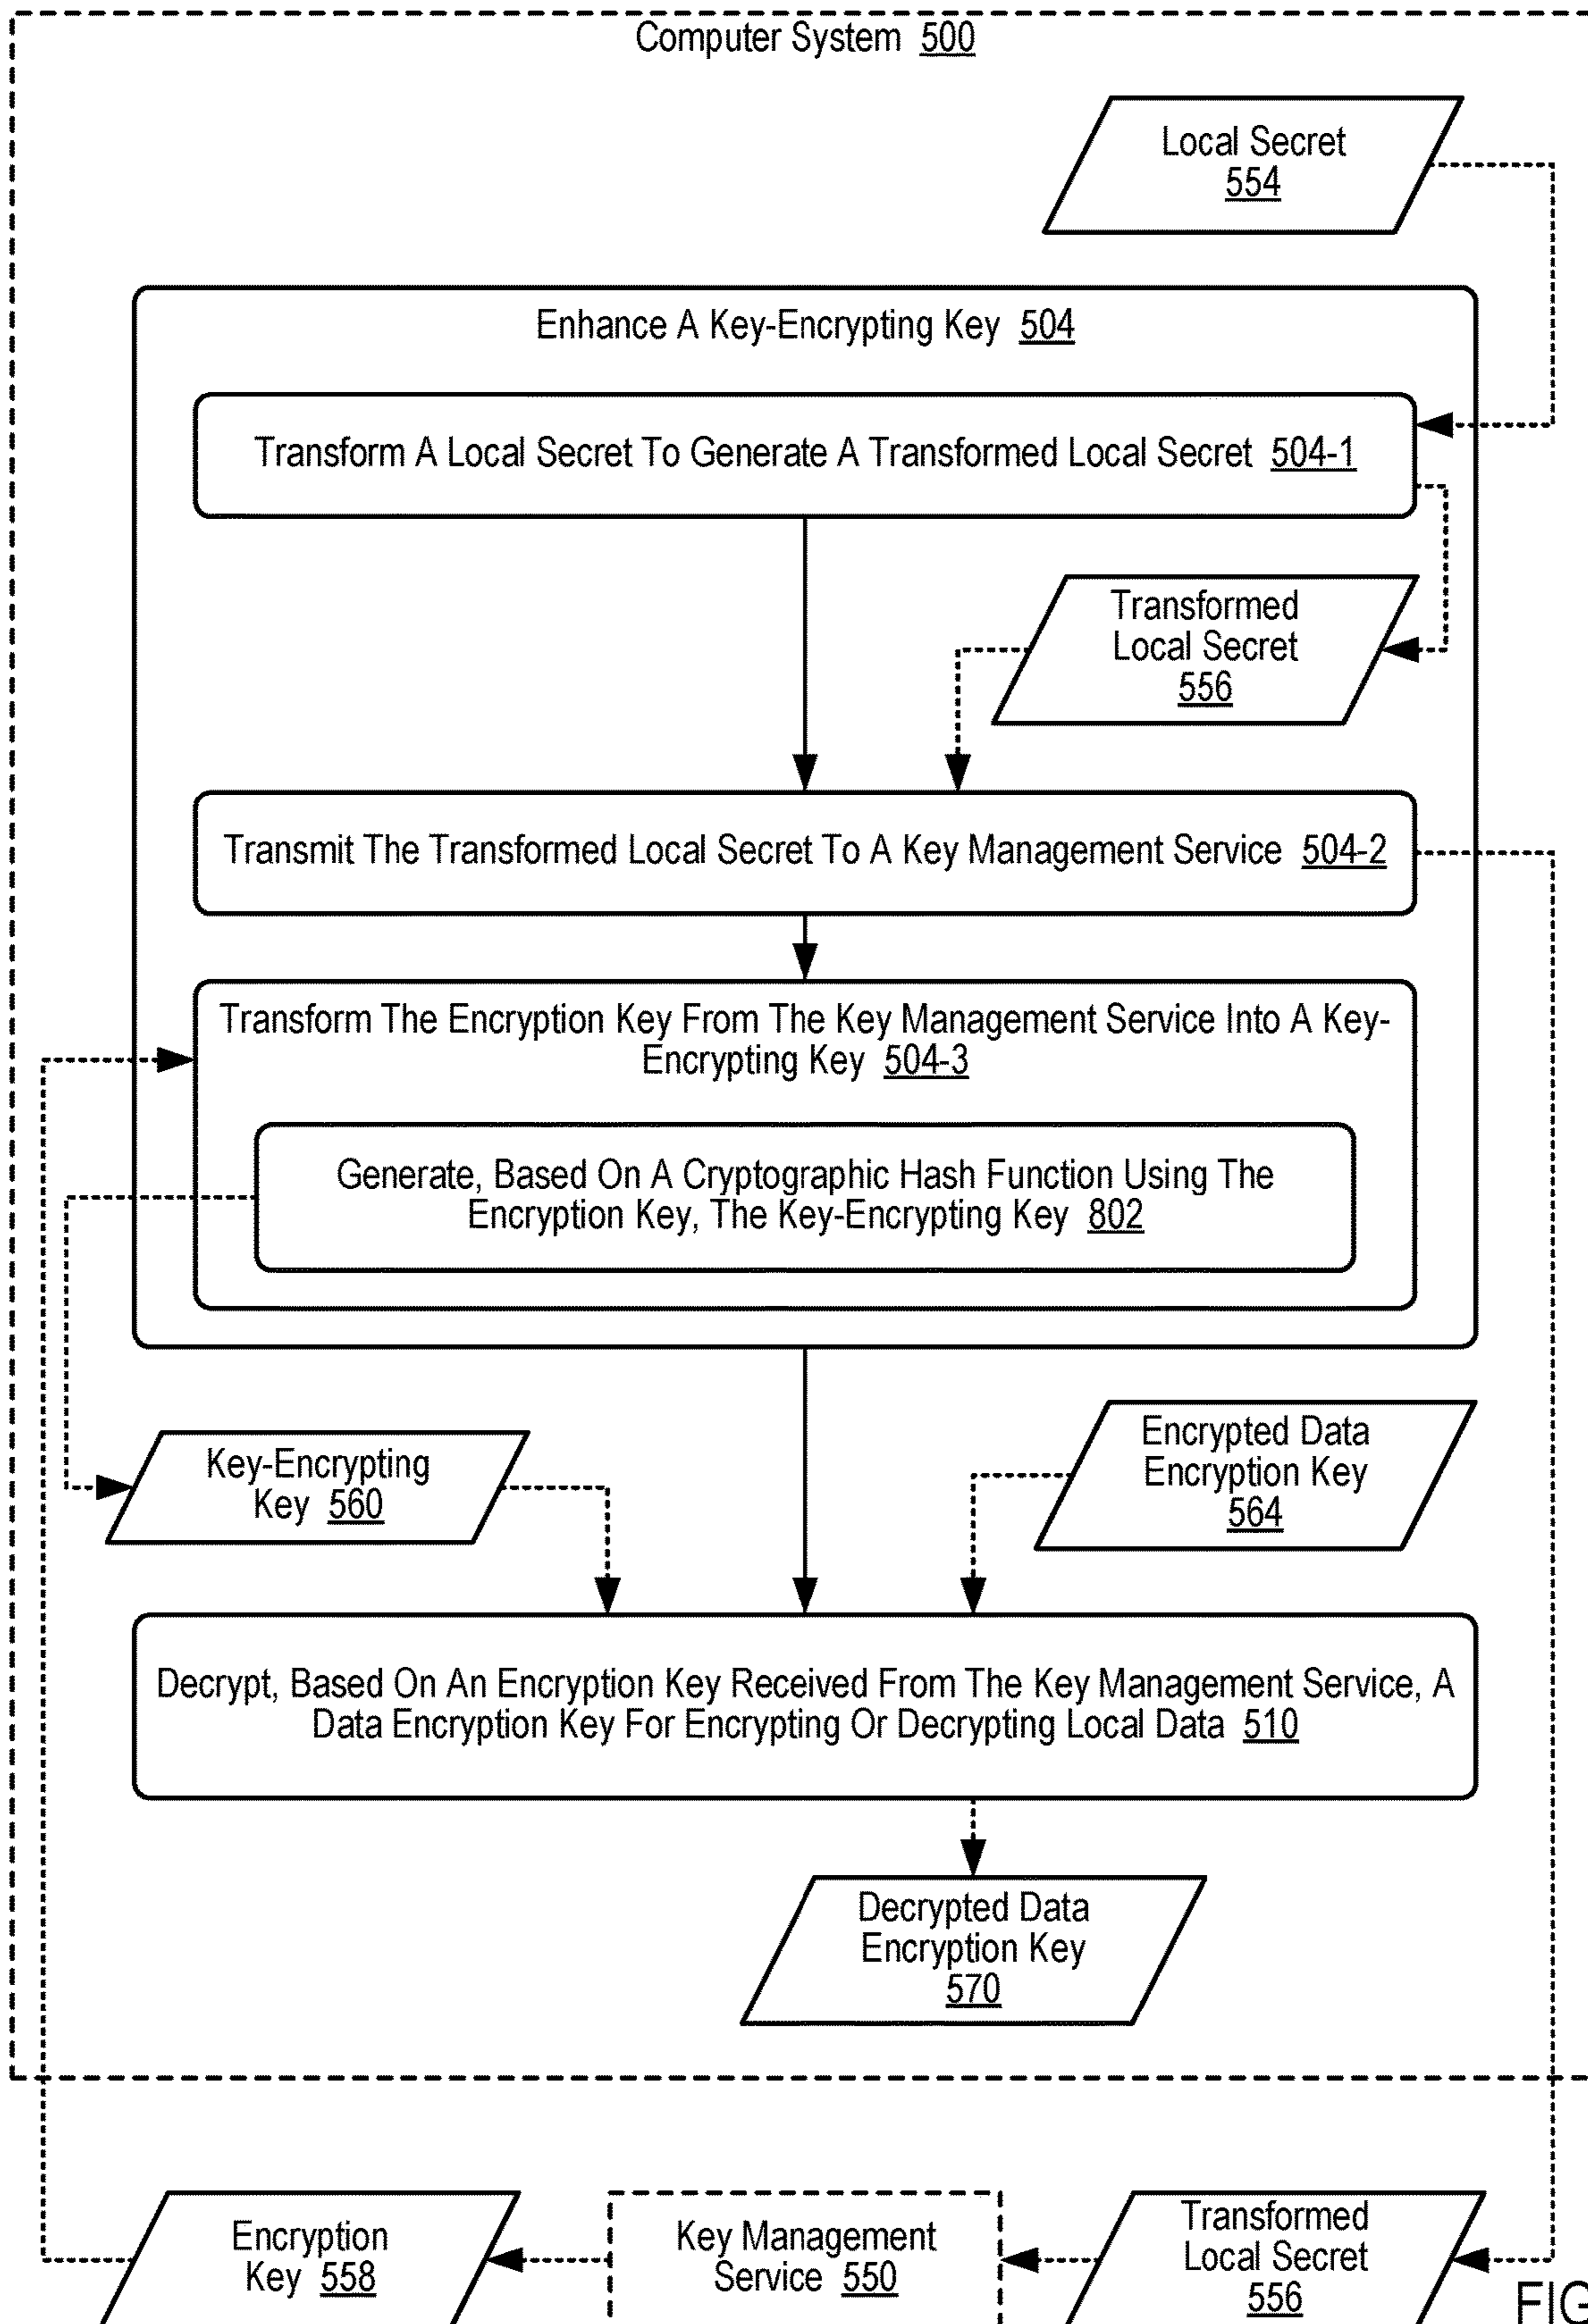 Computer System 500
Local Secret
554
Enhance A Key-Encrypting Key 504
Transform A Local Secret To Generate A Transformed Local Secret 504-1
Transformed
Local Secret
556
Transmit The Transformed Local Secret To A Key Management Service 504-2
Transform The Encryption Key From The Key Management Service Into A Key-
Encrypting Key 504-3
Generate, Based On A Cryptographic Hash Function Using The
Encryption Key, The Key-Encrypting Key 802
Key-Encrypting
Key 560
Encrypted Data
Encryption Key
564
Decrypt, Based On An Encryption Key Received From The Key Management Service, A
Data Encryption Key For Encrypting Or Decrypting Local Data 510
Decrypted Data
Encryption Key
570
Encryption
Key 558
Key Management
Service 550
Transformed
Local Secret
556
FIG